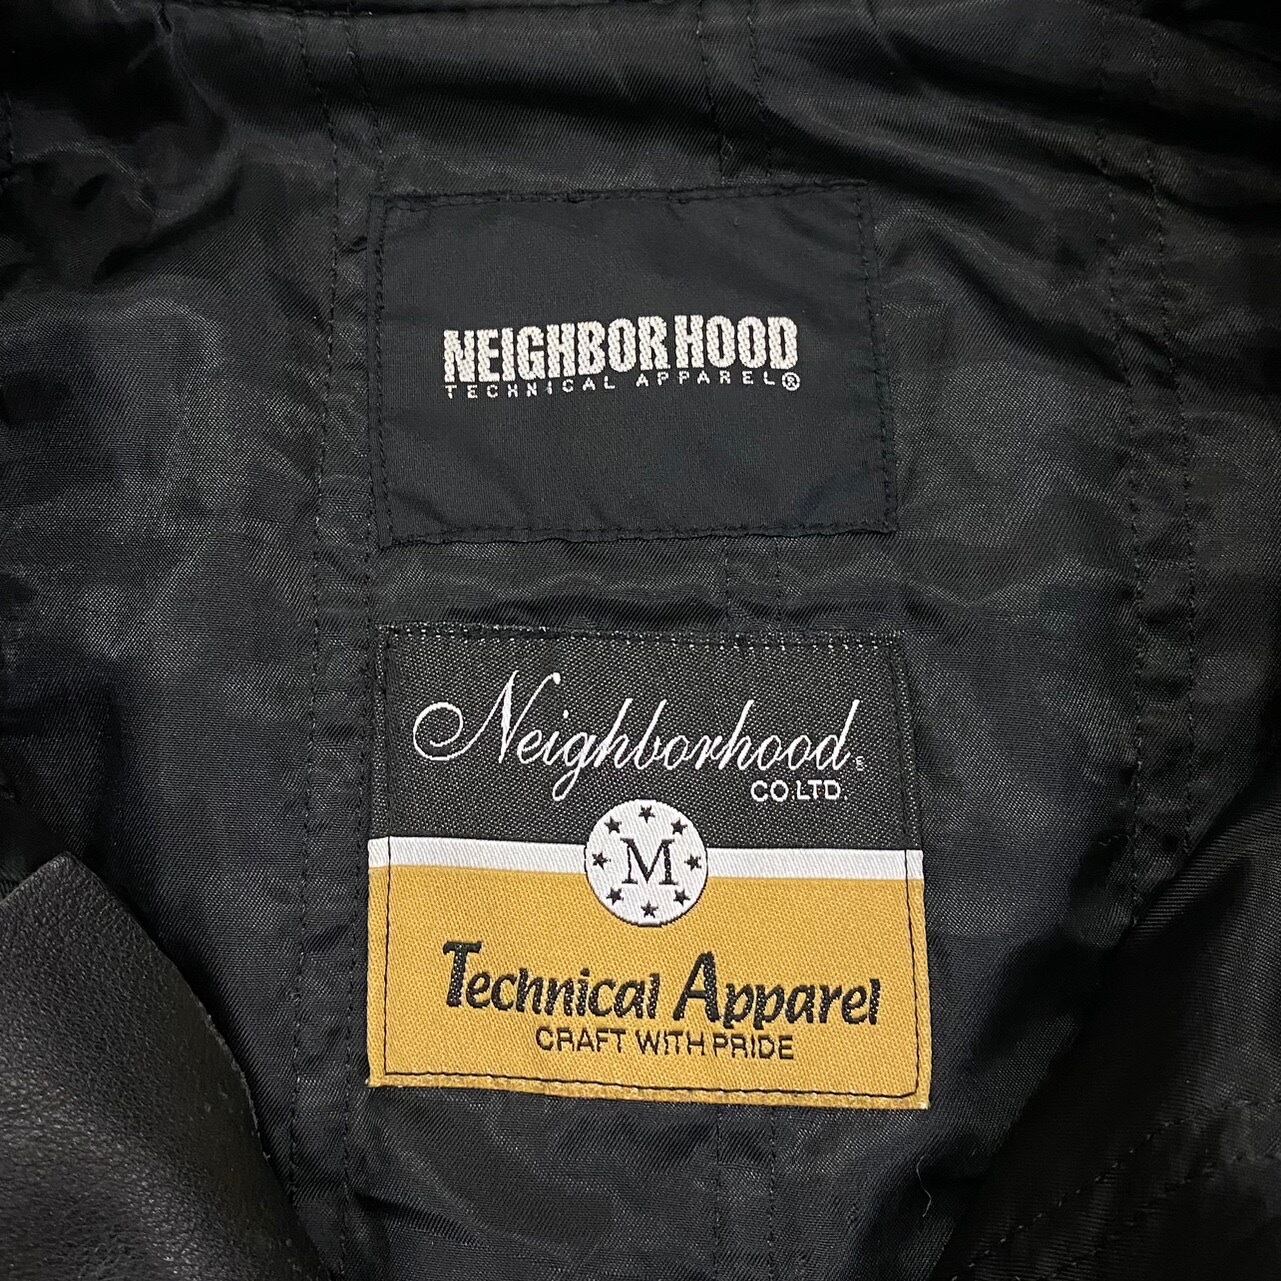 NEIGHBORHOOD
TECHNICAL APPAREL®
Neighborhood
CO.LTD.
M
Technical Apparel
CRAFT WITH PRIDE